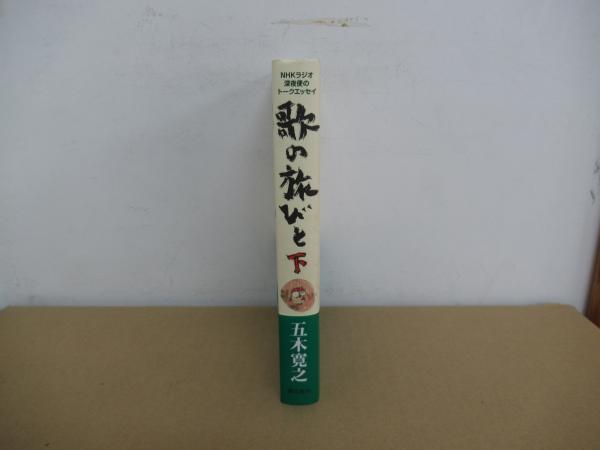 NHKラジオ
深夜便の
トークエッセイ
歌の旅びと
下
五木寛之